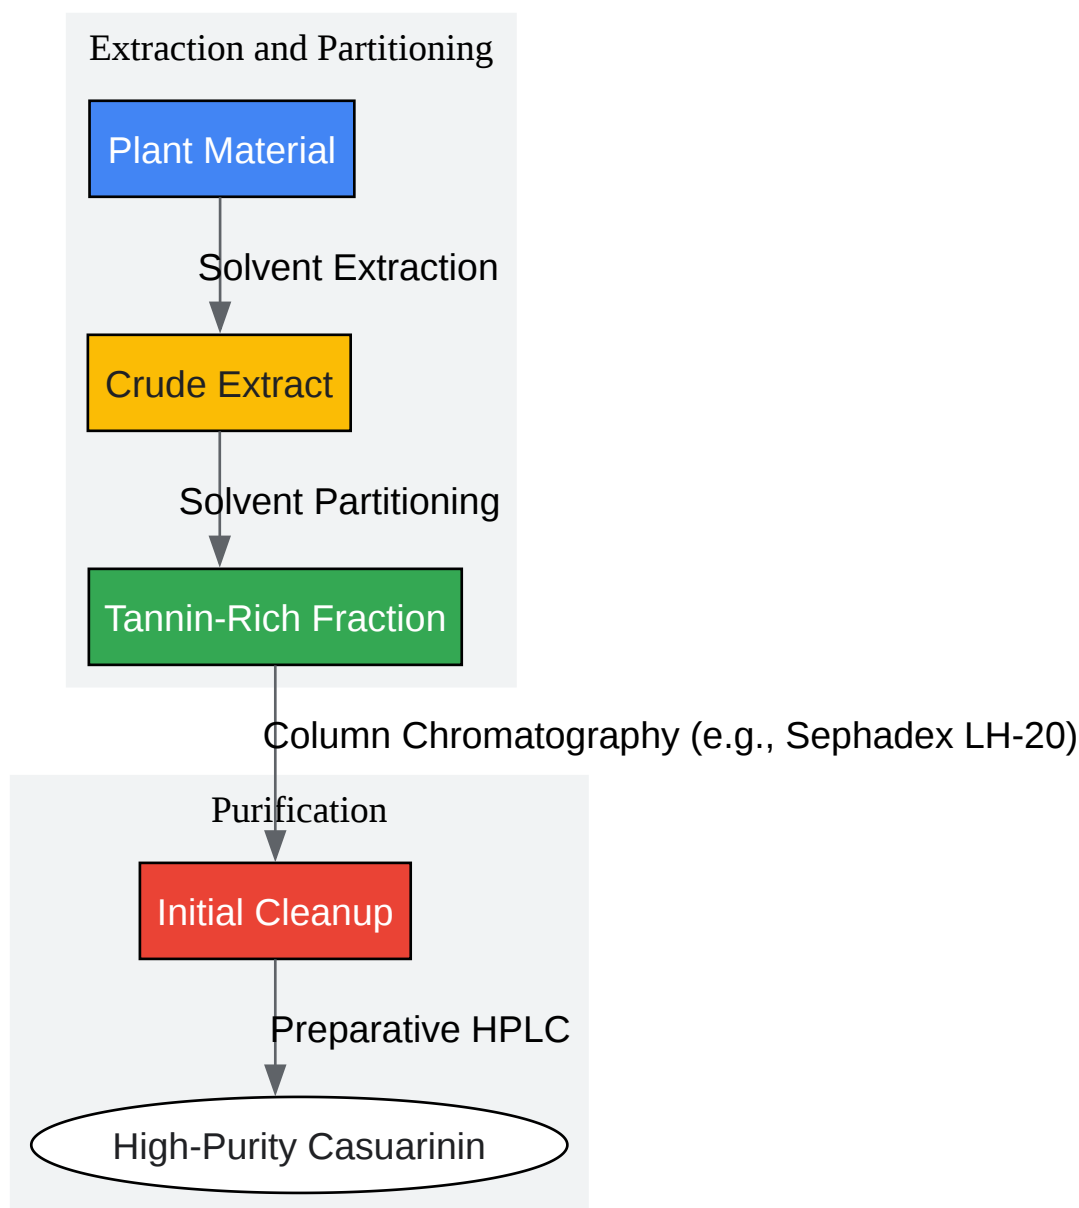 Extraction and Partitioning
Plant Material
Solvent Extraction
Crude Extract
Solvent Partitioning
Tannin-Rich Fraction
Column Chromatography (e.g., Sephadex LH-20)
Purification
Initial Cleanup
Preparative HPLC
High-Purity Casuarinin